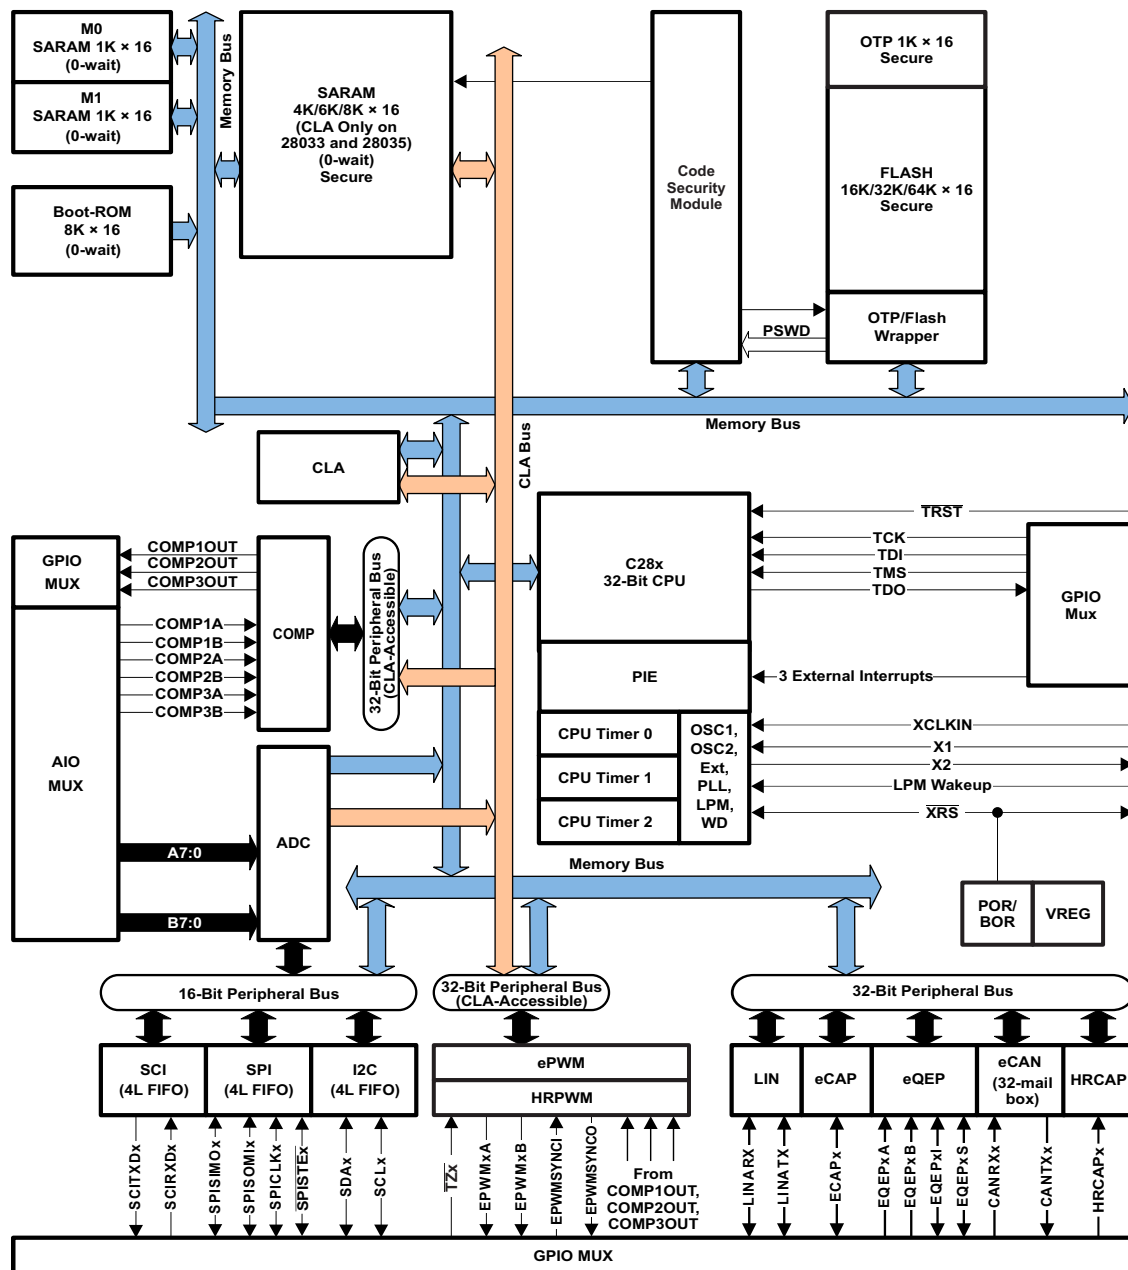 M0
SARAM 1K × 16
(0-wait)
M1
SARAM 1K × 16
(0-wait)
Boot-ROM
8K × 16
(0-wait)
Memory Bus
SARAM
4K/6K/8K × 16
(CLA Only on
28033 and 28035)
(0-wait)
Secure
Code
Security
Module
OTP 1K × 16
Secure
FLASH
16K/32K/64K × 16
Secure
OTP/Flash
Wrapper
PSWD
Memory Bus
CLA Bus
CLA
GPIO
MUX
COMP1OUT
COMP2OUT
COMP3OUT
COMP
COMP1A
COMP1B
COMP2A
COMP2B
COMP3A
COMP3B
AIO
MUX
A7:0
B7:0
ADC
32-Bit Peripheral Bus
(CLA-Accessible)
C28x
32-Bit CPU
PIE
CPU Timer 0
CPU Timer 1
CPU Timer 2
OSC1,
OSC2,
Ext,
PLL,
LPM,
WD
TRST
TCK
TDI
TMS
TDO
GPIO
Mux
3 External Interrupts
XCLKIN
X1
X2
LPM Wakeup
XRS
POR/
BOR
VREG
Memory Bus
16-Bit Peripheral Bus
32-Bit Peripheral Bus
(CLA-Accessible)
32-Bit Peripheral Bus
SCI
(4L FIFO)
SPI
(4L FIFO)
I2C
(4L FIFO)
ePWM
HRPWM
LIN
eCAP
eQEP
eCAN
(32-mail
box)
HRCAP
SCITXDx
SCIRXDx
SPISIMOx
SPISOMIx
SPICLKx
SPISTEx
SDAx
SCLx
TZx
EPWMxA
EPWMxB
EPWMSYNCI
EPWMSYNCO
From
COMP1OUT,
COMP2OUT,
COMP3OUT
LINARX
LINATX
ECAPx
EQEPxA
EQEPxB
EQEPxI
EQEPxS
CANRXx
CANTXx
HRCAPx
GPIO MUX